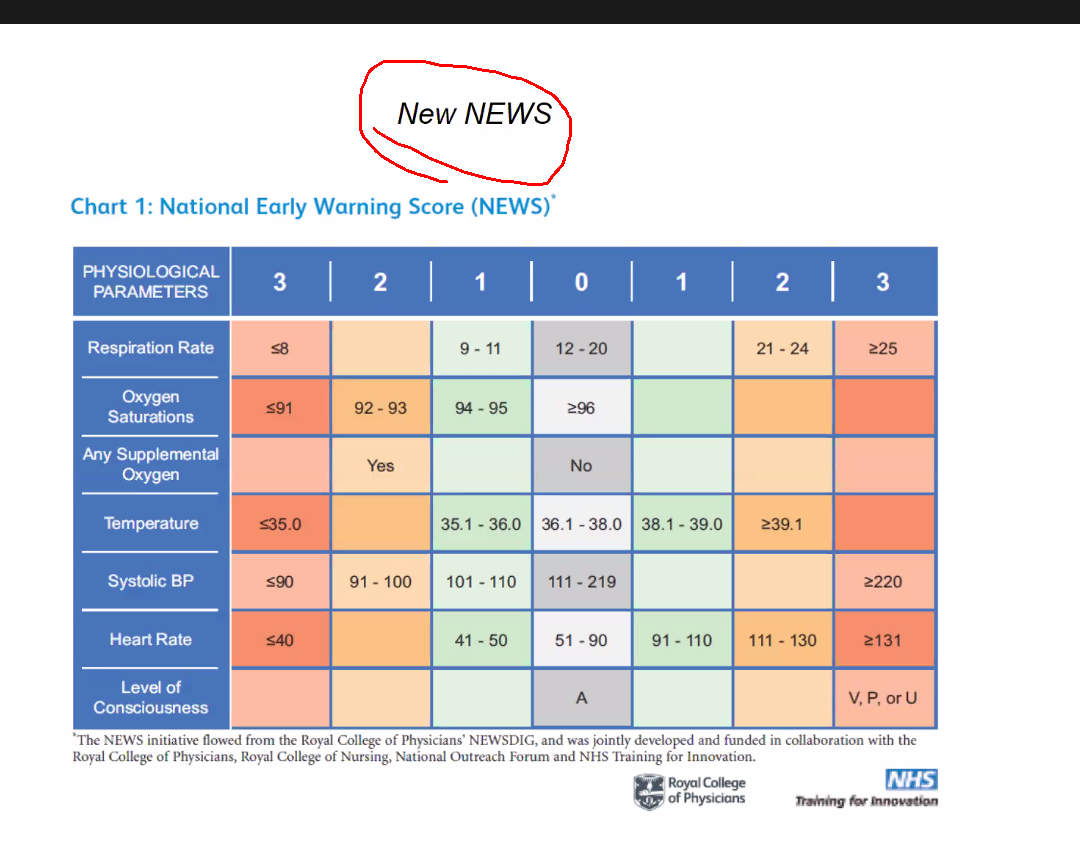 New NEWS
Chart 1: National Early Warning Score (NEWS)*
PHYSIOLOGICAL
PARAMETERS
3 2 1 0 1 2 3
Respiration Rate ≤8 9 - 11 12 - 20 21 - 24 ≥25
Oxygen
Saturations ≤91 92 - 93 94 - 95 ≥96
Any Supplemental
Oxygen Yes No
Temperature ≤35.0 35.1 - 36.0 36.1 - 38.0 38.1 - 39.0 ≥39.1
Systolic BP ≤90 91 - 100 101 - 110 111 - 219 ≥220
Heart Rate ≤40 41 - 50 51 - 90 91 - 110 111 - 130 ≥131
Level of
Consciousness A V, P, or U
*The NEWS initiative flowed from the Royal College of Physicians' NEWSDIG, and was jointly developed and funded in collaboration with the
Royal College of Physicians, Royal College of Nursing, National Outreach Forum and NHS Training for Innovation.
Royal College
of Physicians
NHS
Training for Innovation